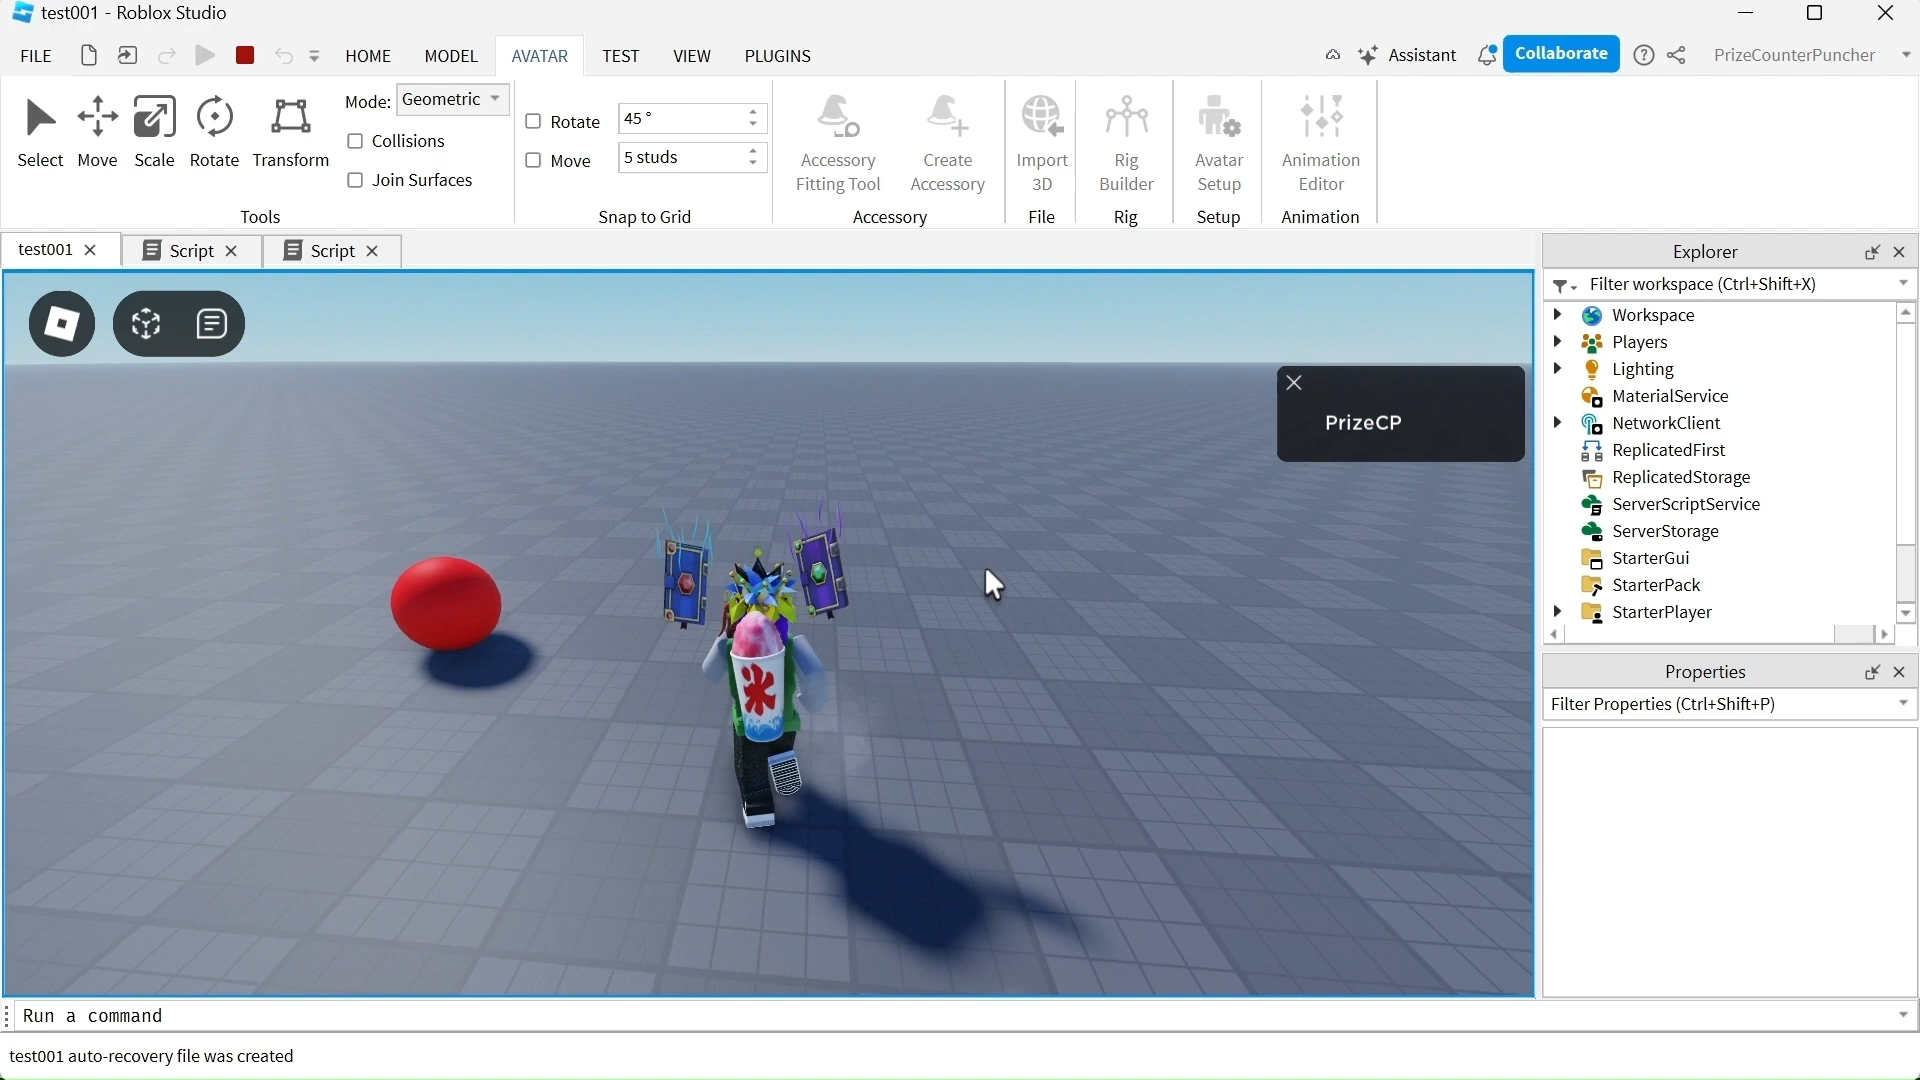 test001 - Roblox Studio
FILE
HOME
MODEL
AVATAR
TEST
VIEW
PLUGINS
Assistant
Collaborate
PrizeCounterPuncher
Select
Move
Scale
Rotate
Transform
Mode: Geometric
Collisions
Join Surfaces
Tools
Rotate
45 °
Move
5 studs
Snap to Grid
Accessory
Fitting Tool
Create
Accessory
Accessory
Import
3D
File
Rig
Builder
Rig
Avatar
Setup
Setup
Animation
Editor
Animation
test001
Script
Script
PrizeCP
氷
Explorer
Filter workspace (Ctrl+Shift+X)
Workspace
Players
Lighting
MaterialService
NetworkClient
ReplicatedFirst
ReplicatedStorage
ServerScriptService
ServerStorage
StarterGui
StarterPack
StarterPlayer
Properties
Filter Properties (Ctrl+Shift+P)
Run a command
test001 auto-recovery file was created